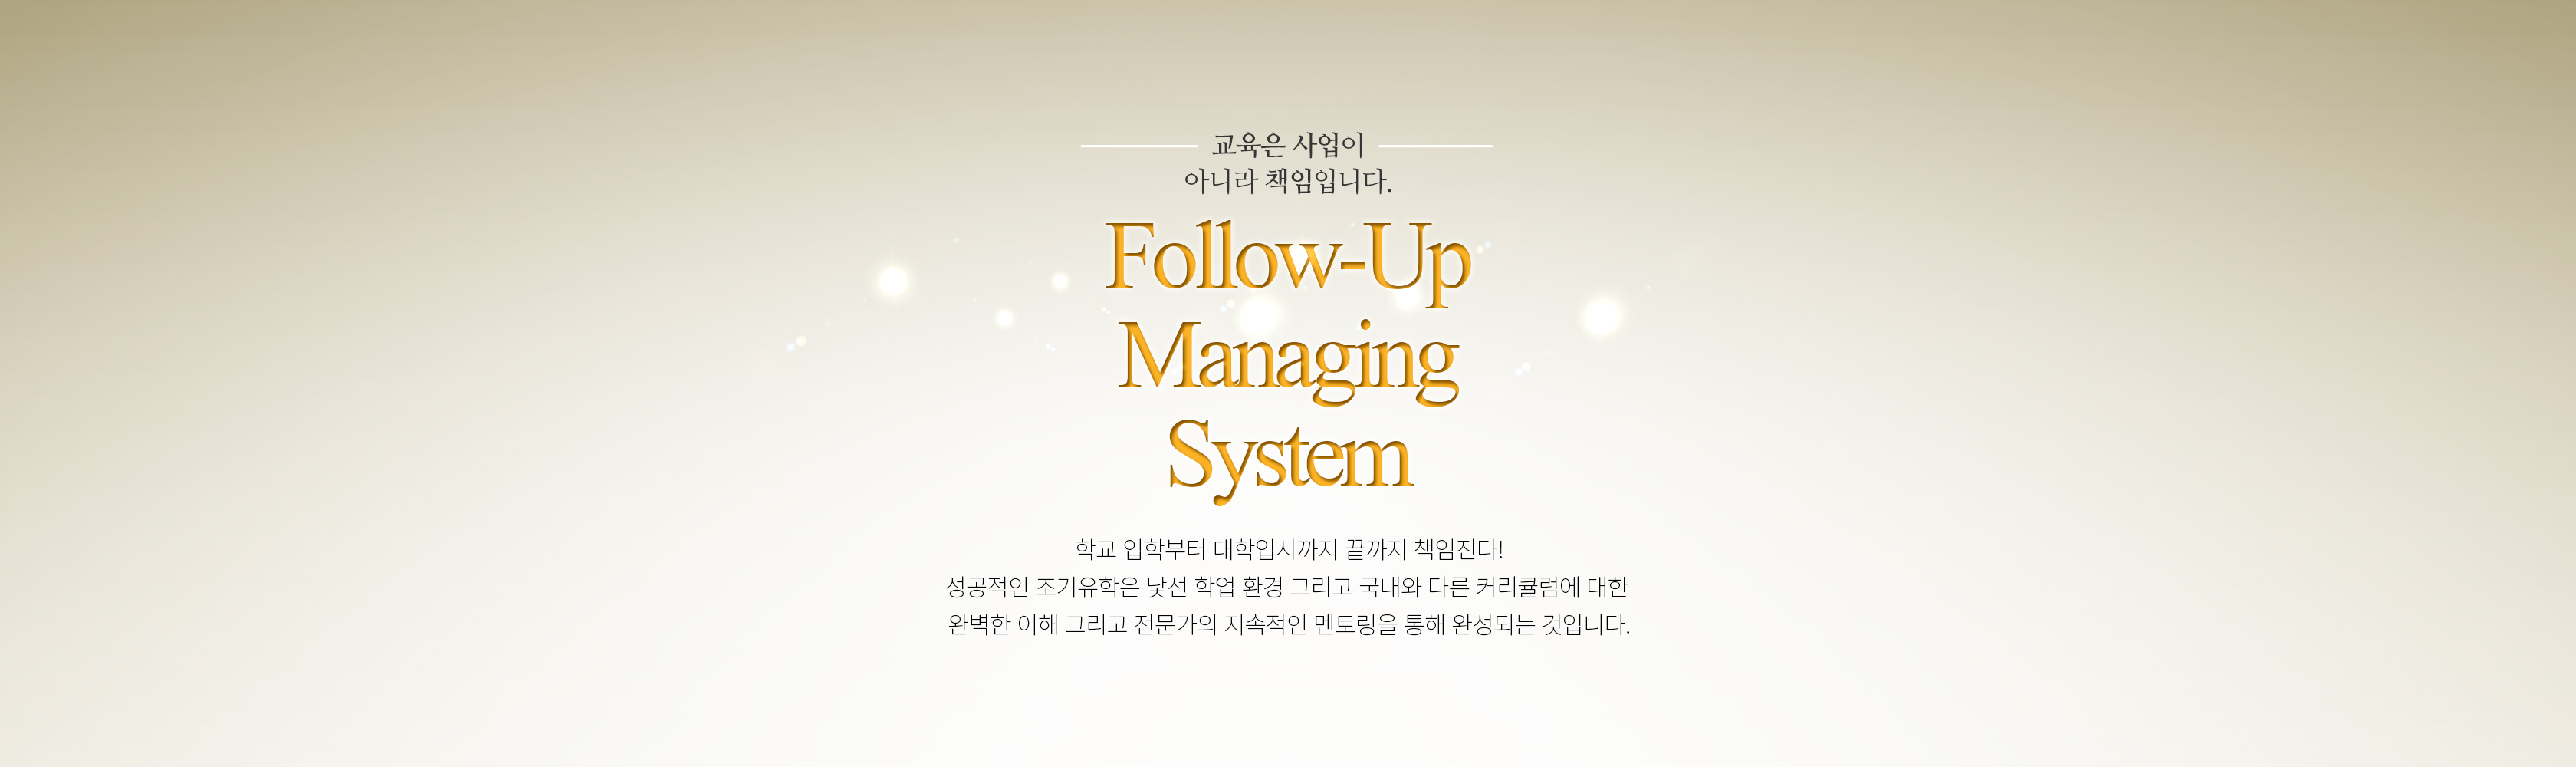 교육은 사업이
아니라 책임입니다.
Follow-Up
Managing
System
학교 입학부터 대학입시까지 끝까지 책임진다!
성공적인 조기유학은 낯선 학업 환경 그리고 국내와 다른 커리큘럼에 대한
완벽한 이해 그리고 전문가의 지속적인 멘토링을 통해 완성되는 것입니다.